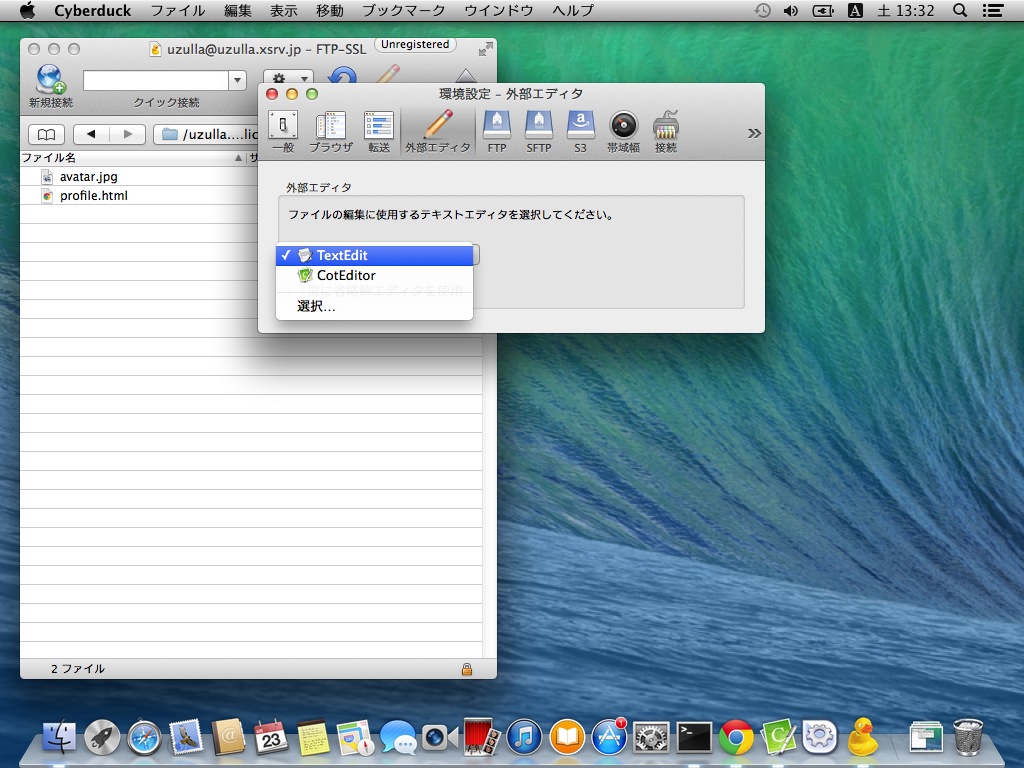 Cyberduck ファイル 編集 表示 移動 ブックマーク ウインドウ ヘルプ A 土 13:32
uzulla@uzulla.xsrv.jp – FTP-SSL Unregistered
新規接続 クイック接続
/uzulla....lic
ファイル名 サ
avatar.jpg
profile.html
2 ファイル
環境設定 – 外部エディタ
一般 ブラウザ 転送 外部エディタ FTP SFTP S3 帯域幅 接続
外部エディタ
ファイルの編集に使用するテキストエディタを選択してください。
✓ TextEdit
CotEditor
選択...
23
1